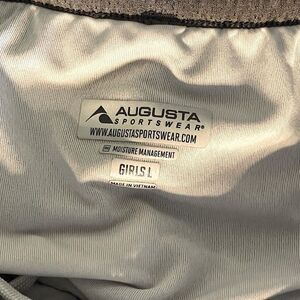 AUGUSTA
SPORTSWEAR®
WWW.AUGUSTASPORTSWEAR.COM
MOISTURE MANAGEMENT
GIRLS L
MADE IN VIETNAM